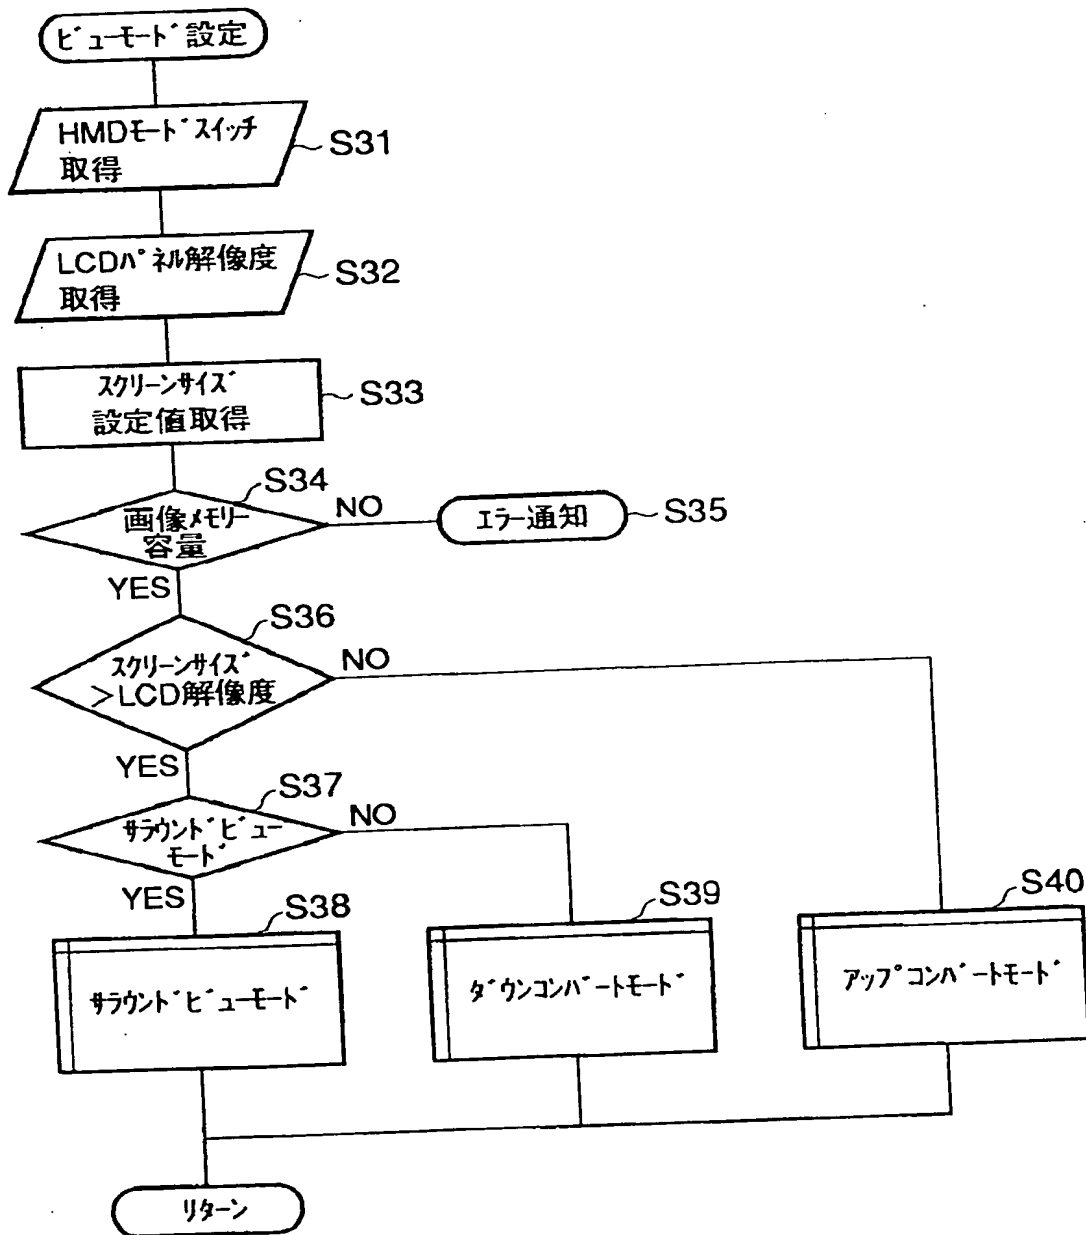 ビューモード設定
HMDモードスイッチ
取得
S31
LCDパネル解像度
取得
S32
スクリーンサイズ
設定値取得
S33
S34
画像メモリー
容量
NO
エラー通知
S35
YES
S36
スクリーンサイズ
>LCD解像度
NO
YES
S37
サラウンドビュー
モード
NO
YES
S38
サラウンドビューモード
S39
ダウンコンバートモード
S40
アップコンバートモード
リターン